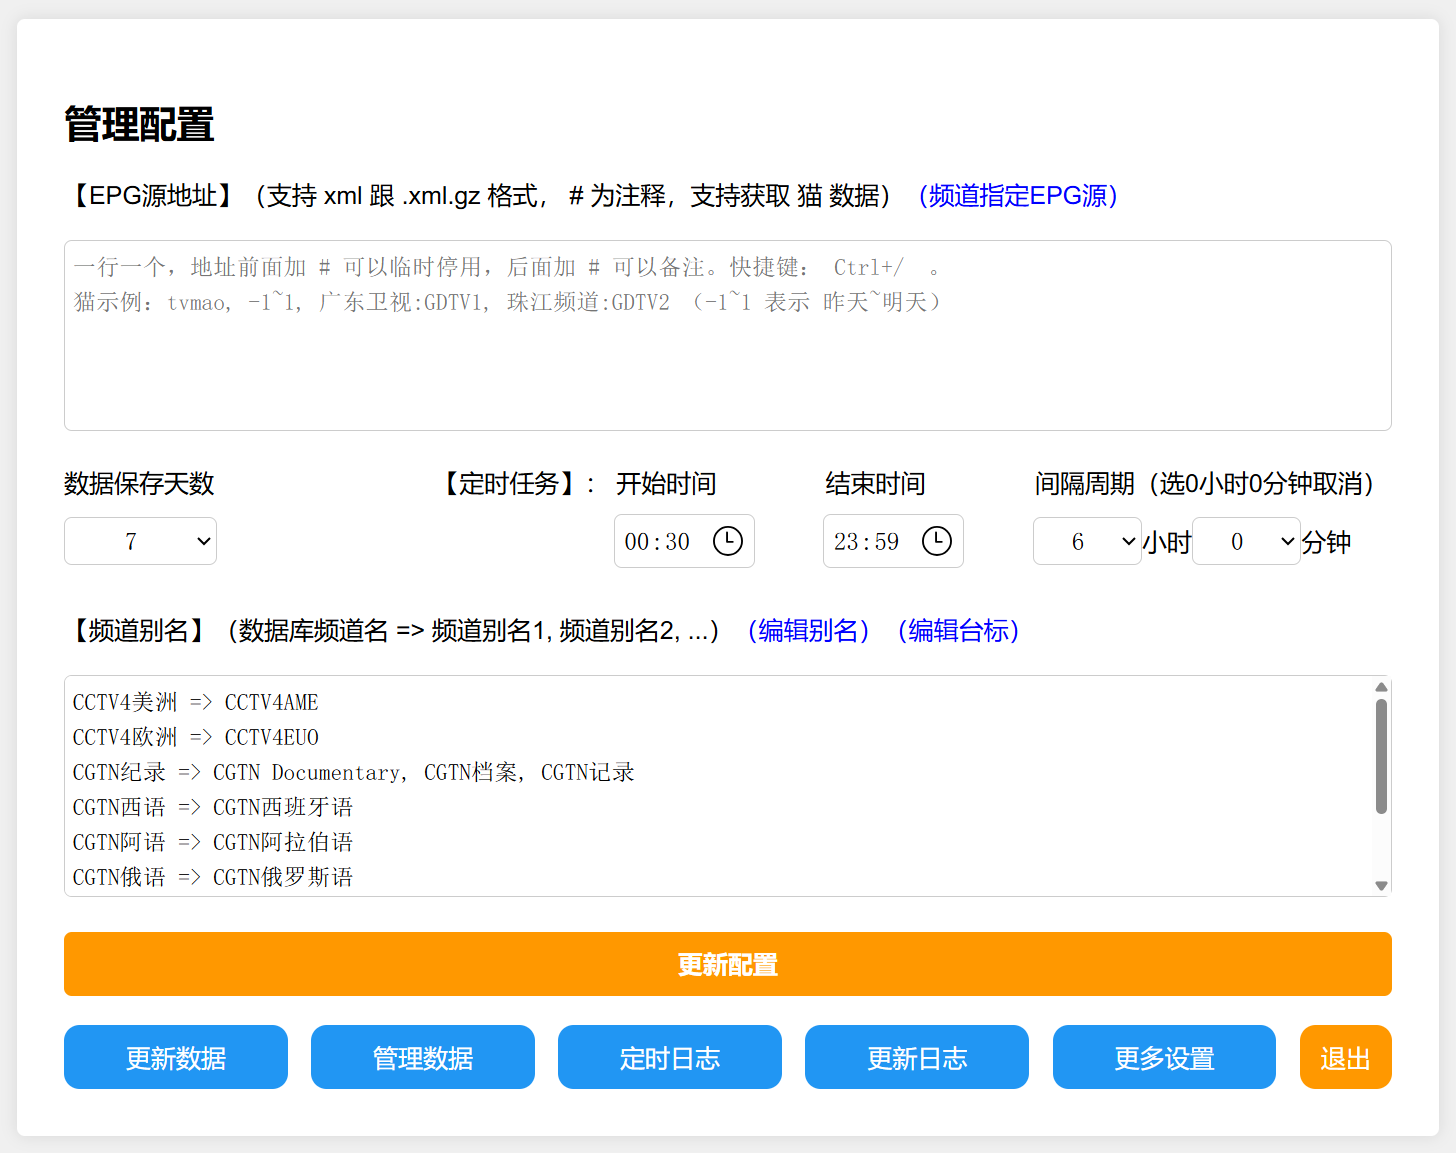 管理配置
【EPG源地址】（支持 xml 跟 .xml.gz 格式， # 为注释，支持获取 猫 数据）（频道指定EPG源）
一行一个，地址前面加 # 可以临时停用，后面加 # 可以备注。快捷键： Ctrl+/ 。
猫示例：tvmao, -1~1, 广东卫视:GDTV1, 珠江频道:GDTV2 （-1~1 表示 昨天~明天）
数据保存天数 【定时任务】： 开始时间 结束时间 间隔周期（选0小时0分钟取消）
7 00:30 23:59 6 小时 0 分钟
【频道别名】（数据库频道名 => 频道别名1, 频道别名2, ...）（编辑别名）（编辑台标）
CCTV4美洲 => CCTV4AME
CCTV4欧洲 => CCTV4EUO
CGTN纪录 => CGTN Documentary, CGTN档案, CGTN记录
CGTN西语 => CGTN西班牙语
CGTN阿语 => CGTN阿拉伯语
CGTN俄语 => CGTN俄罗斯语
更新配置
更新数据 管理数据 定时日志 更新日志 更多设置 退出